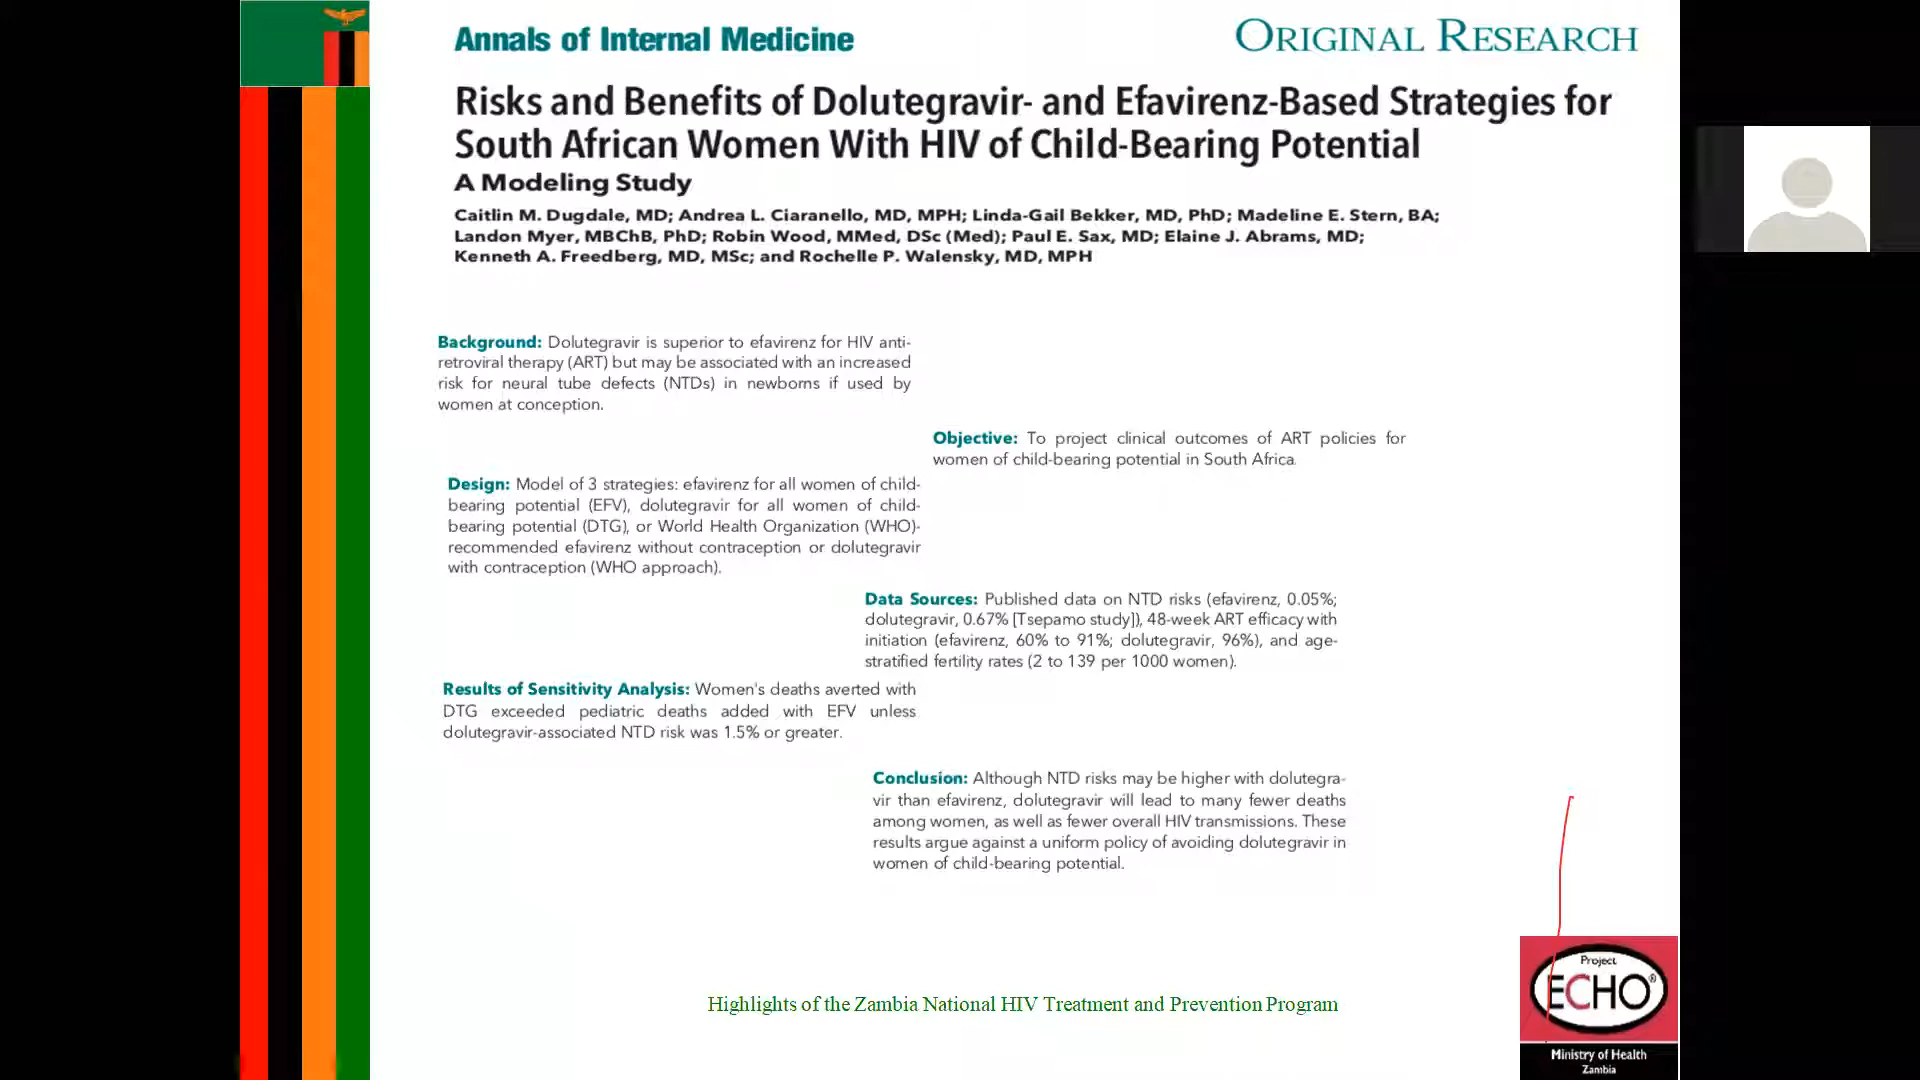 Annals of Internal Medicine
ORIGINAL RESEARCH
Risks and Benefits of Dolutegravir- and Efavirenz-Based Strategies for
South African Women With HIV of Child-Bearing Potential
A Modeling Study
Caitlin M. Dugdale, MD; Andrea L. Ciaranello, MD, MPH; Linda-Gail Bekker, MD, PhD; Madeline E. Stern, BA;
Landon Myer, MBChB, PhD; Robin Wood, MMed, DSc (Med); Paul E. Sax, MD; Elaine J. Abrams, MD;
Kenneth A. Freedberg, MD, MSc; and Rochelle P. Walensky, MD, MPH
Background: Dolutegravir is superior to efavirenz for HIV anti-
retroviral therapy (ART) but may be associated with an increased
risk for neural tube defects (NTDs) in newborns if used by
women at conception.
Objective: To project clinical outcomes of ART policies for
women of child-bearing potential in South Africa.
Design: Model of 3 strategies: efavirenz for all women of child-
bearing potential (EFV), dolutegravir for all women of child-
bearing potential (DTG), or World Health Organization (WHO)-
recommended efavirenz without contraception or dolutegravir
with contraception (WHO approach).
Data Sources: Published data on NTD risks (efavirenz, 0.05%;
dolutegravir, 0.67% [Tsepamo study]), 48-week ART efficacy with
initiation (efavirenz, 60% to 91%; dolutegravir, 96%), and age-
stratified fertility rates (2 to 139 per 1000 women).
Results of Sensitivity Analysis: Women's deaths averted with
DTG exceeded pediatric deaths added with EFV unless
dolutegravir-associated NTD risk was 1.5% or greater.
Conclusion: Although NTD risks may be higher with dolutegra-
vir than efavirenz, dolutegravir will lead to many fewer deaths
among women, as well as fewer overall HIV transmissions. These
results argue against a uniform policy of avoiding dolutegravir in
women of child-bearing potential.
Highlights of the Zambia National HIV Treatment and Prevention Program
Project
ECHO®
Ministry of Health
Zambia